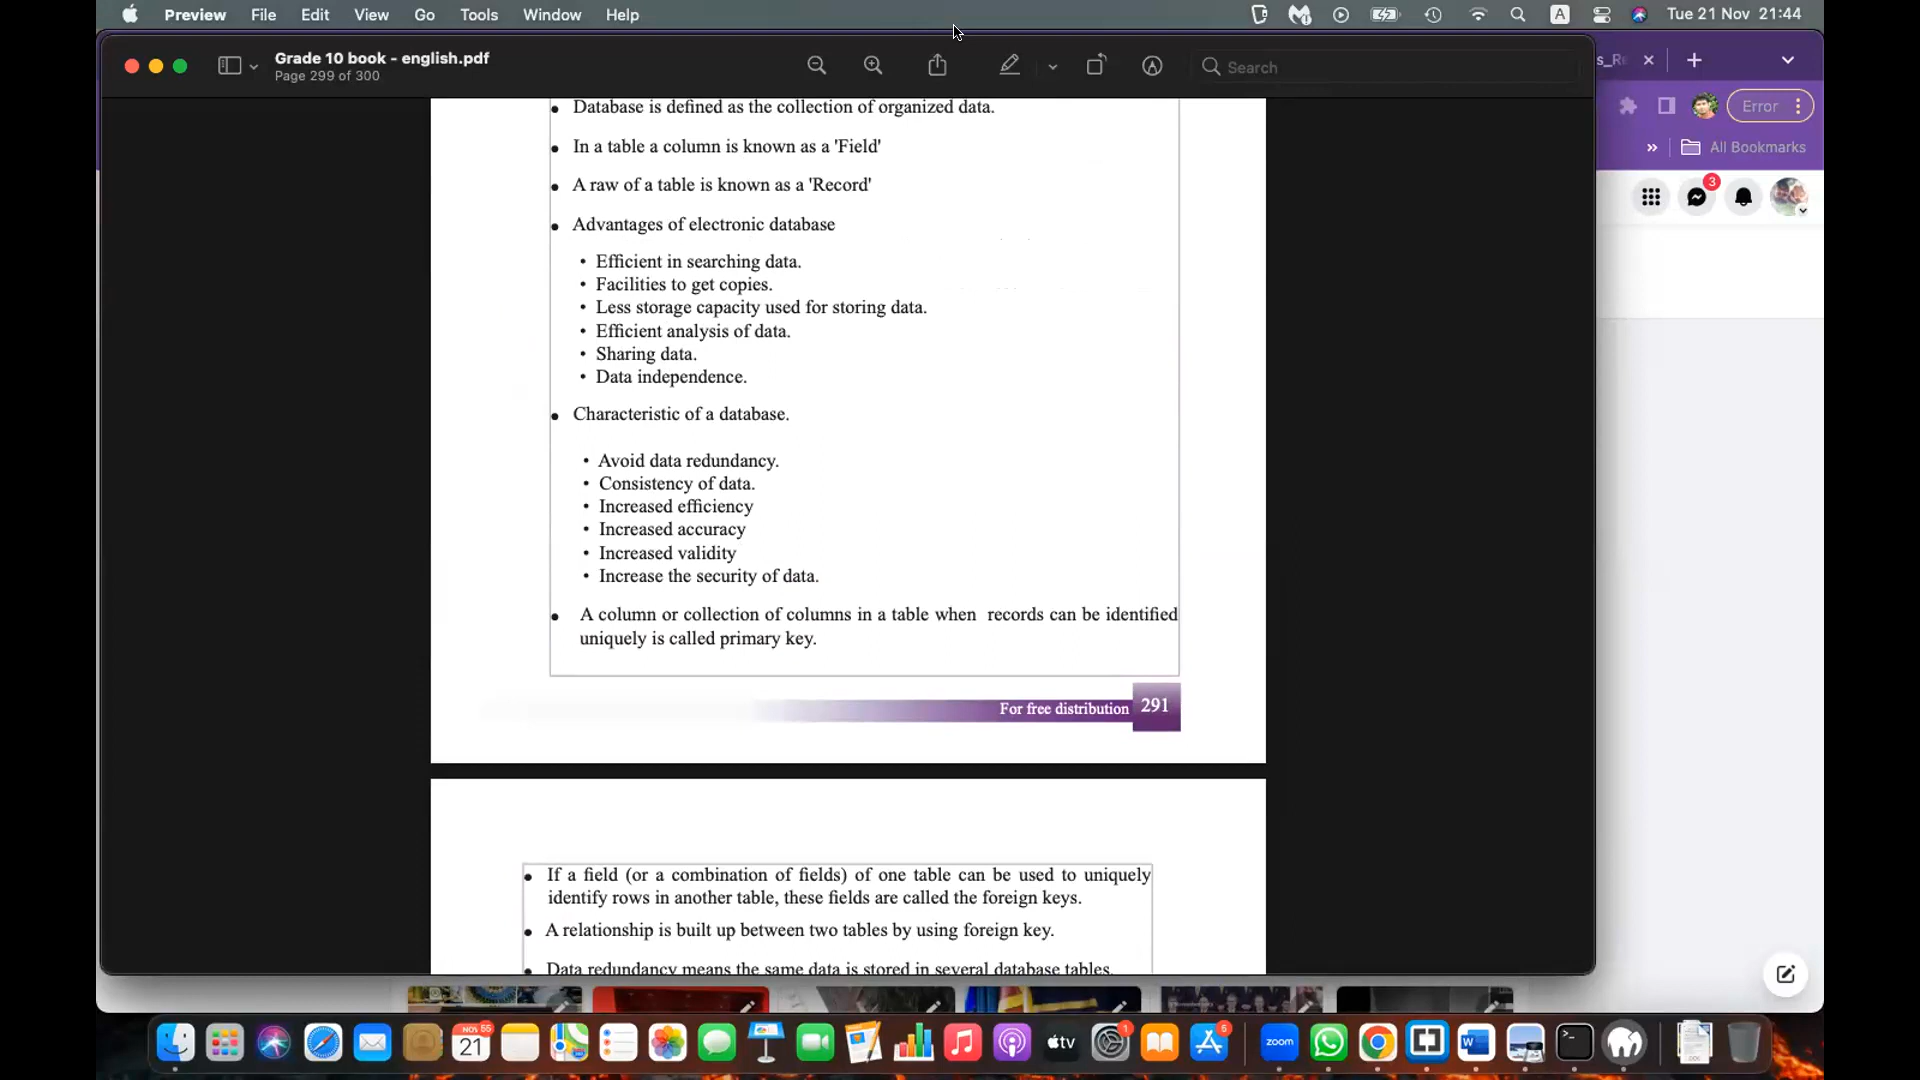 Preview File Edit View Go Tools Window Help
A
Tue 21 Nov 21:44
Grade 10 book - english.pdf
Page 299 of 300
Search
Error
All Bookmarks
3
• Database is defined as the collection of organized data.
• In a table a column is known as a 'Field'
• A raw of a table is known as a 'Record'
• Advantages of electronic database
• Efficient in searching data.
• Facilities to get copies.
• Less storage capacity used for storing data.
• Efficient analysis of data.
• Sharing data.
• Data independence.
• Characteristic of a database.
• Avoid data redundancy.
• Consistency of data.
• Increased efficiency
• Increased accuracy
• Increased validity
• Increase the security of data.
• A column or collection of columns in a table when records can be identified
uniquely is called primary key.
For free distribution 291
• If a field (or a combination of fields) of one table can be used to uniquely
identify rows in another table, these fields are called the foreign keys.
• A relationship is built up between two tables by using foreign key.
• Data redundancy means the same data is stored in several database tables.
NOV
21
tv
1
zoom
W